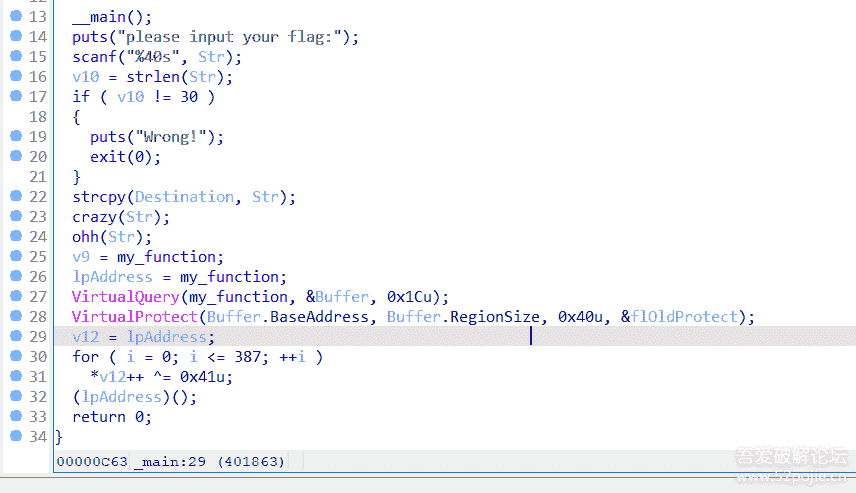 13 __main();
14 puts("please input your flag:");
15 scanf("%40s", Str);
16 v10 = strlen(Str);
17 if ( v10 != 30 )
18 {
19 puts("Wrong!");
20 exit(0);
21 }
22 strcpy(Destination, Str);
23 crazy(Str);
24 ohh(Str);
25 v9 = my_function;
26 lpAddress = my_function;
27 VirtualQuery(my_function, &Buffer, 0x1Cu);
28 VirtualProtect(Buffer.BaseAddress, Buffer.RegionSize, 0x40u, &flOldProtect);
29 v12 = lpAddress;
30 for ( i = 0; i <= 387; ++i )
31 *v12++ ^= 0x41u;
32 (lpAddress)();
33 return 0;
34 }
00000C63 _main:29 (401863)
吾爱破解论坛
www.52pojie.cn